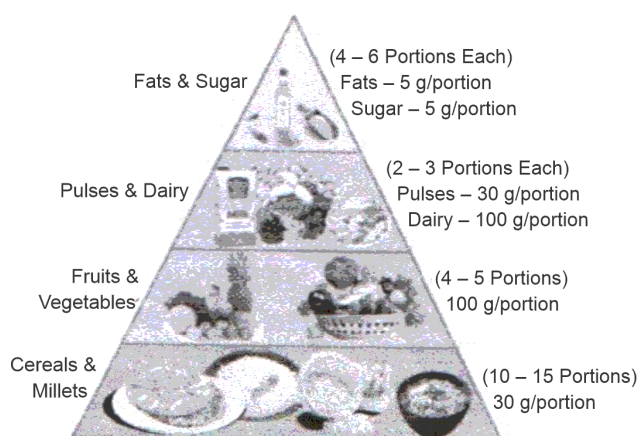 Fats & Sugar
(4 – 6 Portions Each)
Fats – 5 g/portion
Sugar – 5 g/portion
Pulses & Dairy
(2 – 3 Portions Each)
Pulses – 30 g/portion
Dairy – 100 g/portion
Fruits &
Vegetables
(4 – 5 Portions)
100 g/portion
Cereals &
Millets
(10 – 15 Portions)
30 g/portion